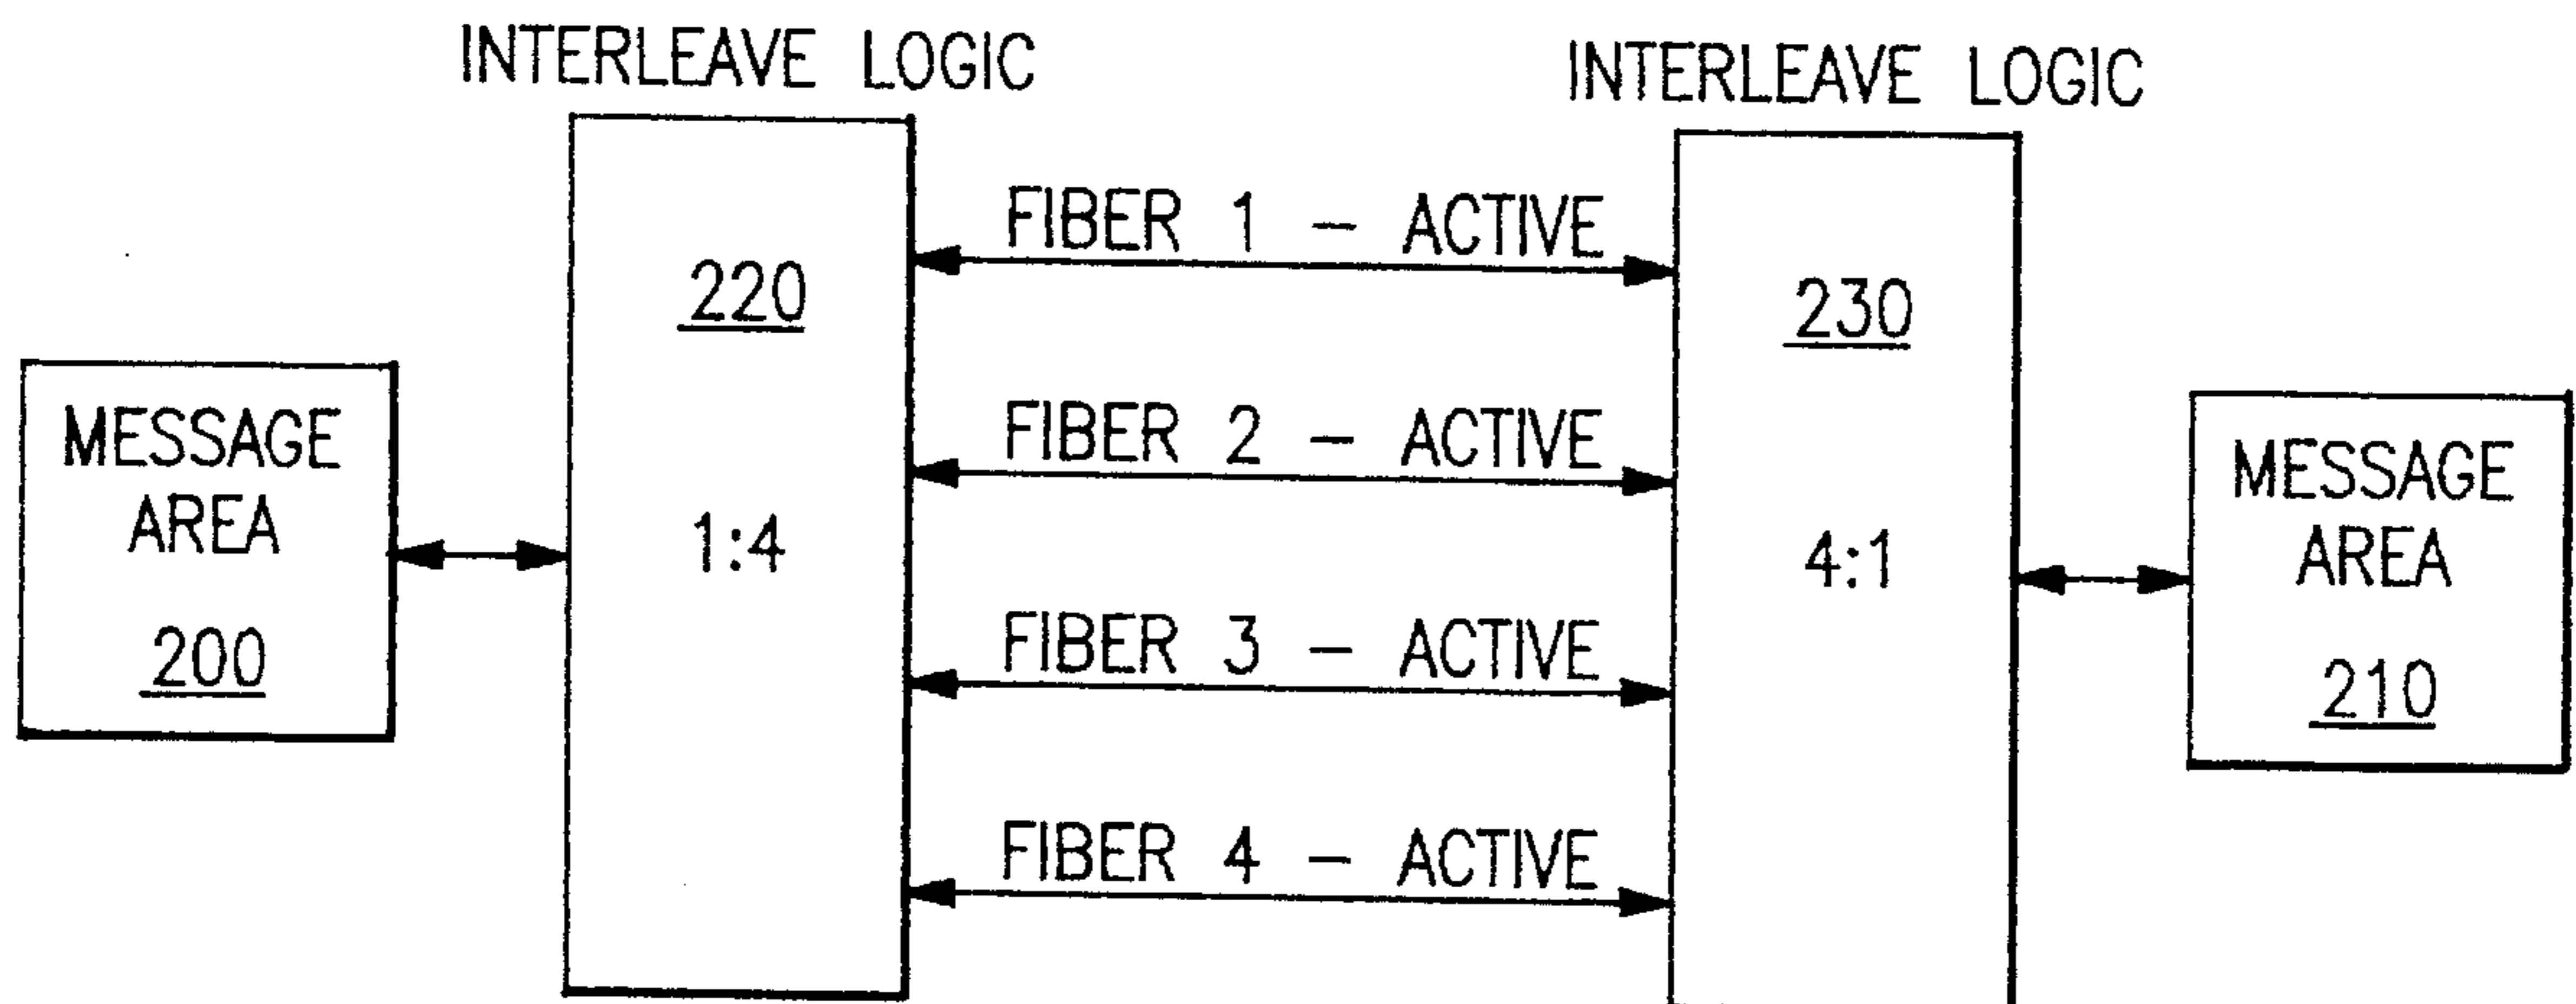 INTERLEAVE LOGIC
INTERLEAVE LOGIC
220
1:4
FIBER 1 – ACTIVE
FIBER 2 – ACTIVE
FIBER 3 – ACTIVE
FIBER 4 – ACTIVE
230
4:1
MESSAGE
AREA
200
MESSAGE
AREA
210